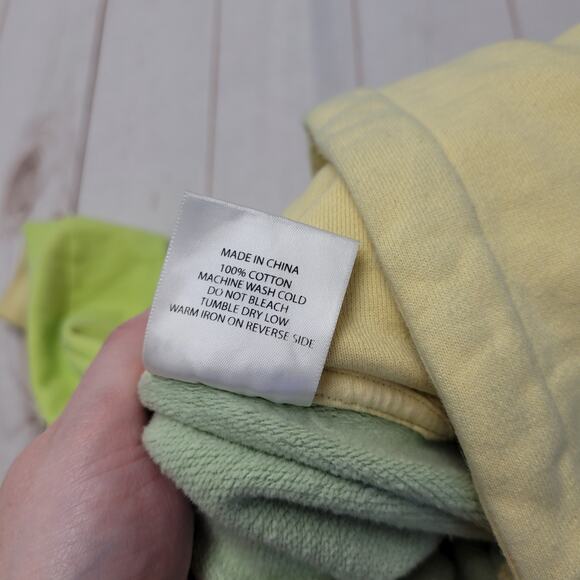 MADE IN CHINA
100% COTTON
MACHINE WASH COLD
DO NOT BLEACH
TUMBLE DRY LOW
WARM IRON ON REVERSE SIDE